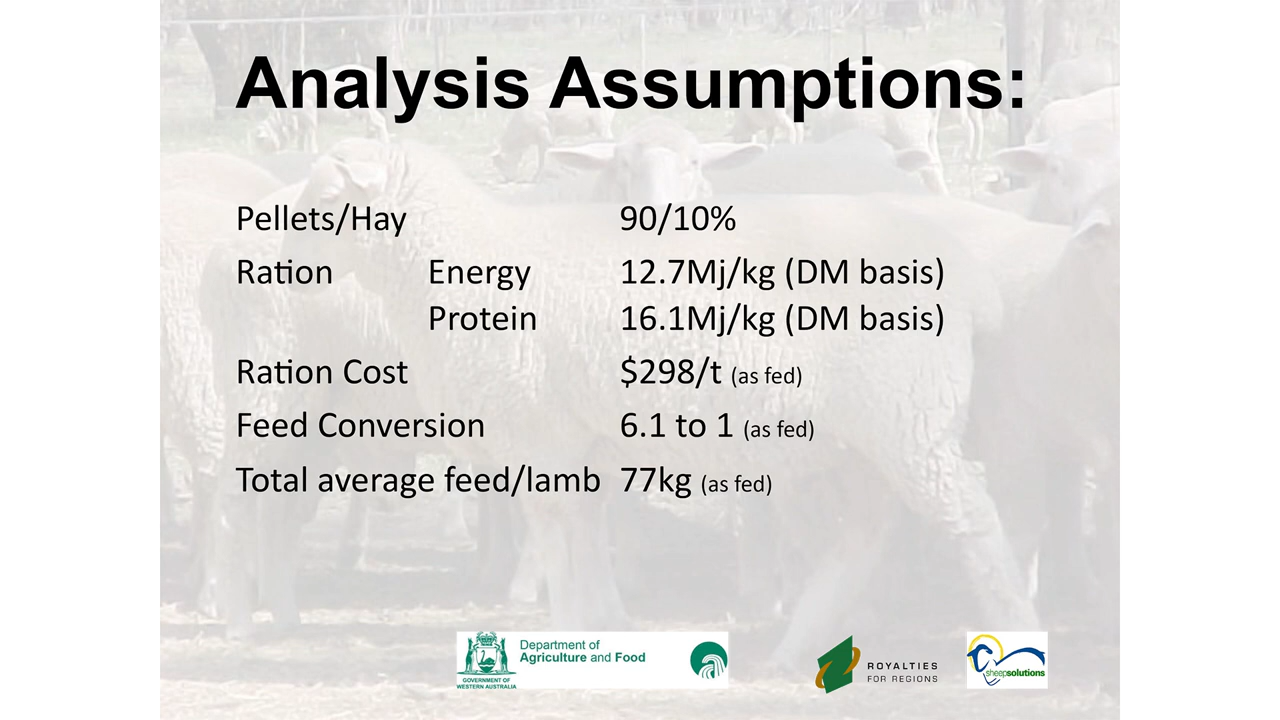 Analysis Assumptions:
Pellets/Hay 90/10%
Ration Energy 12.7Mj/kg (DM basis)
Protein 16.1Mj/kg (DM basis)
Ration Cost $298/t (as fed)
Feed Conversion 6.1 to 1 (as fed)
Total average feed/lamb 77kg (as fed)
Department of
Agriculture and Food
GOVERNMENT OF
WESTERN AUSTRALIA
ROYALTIES
FOR REGIONS
sheepsolutions